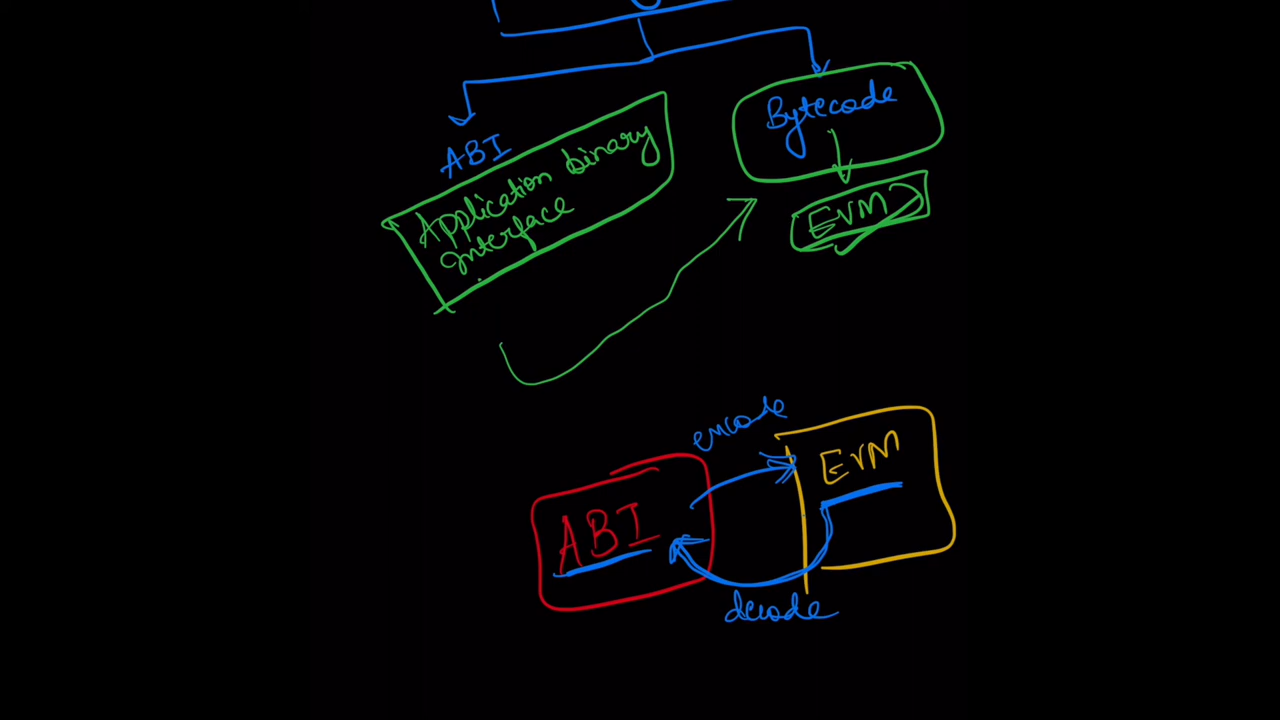 ABI
Application binary
Interface
Bytecode
EVM
encode
ABI
EVM
decode